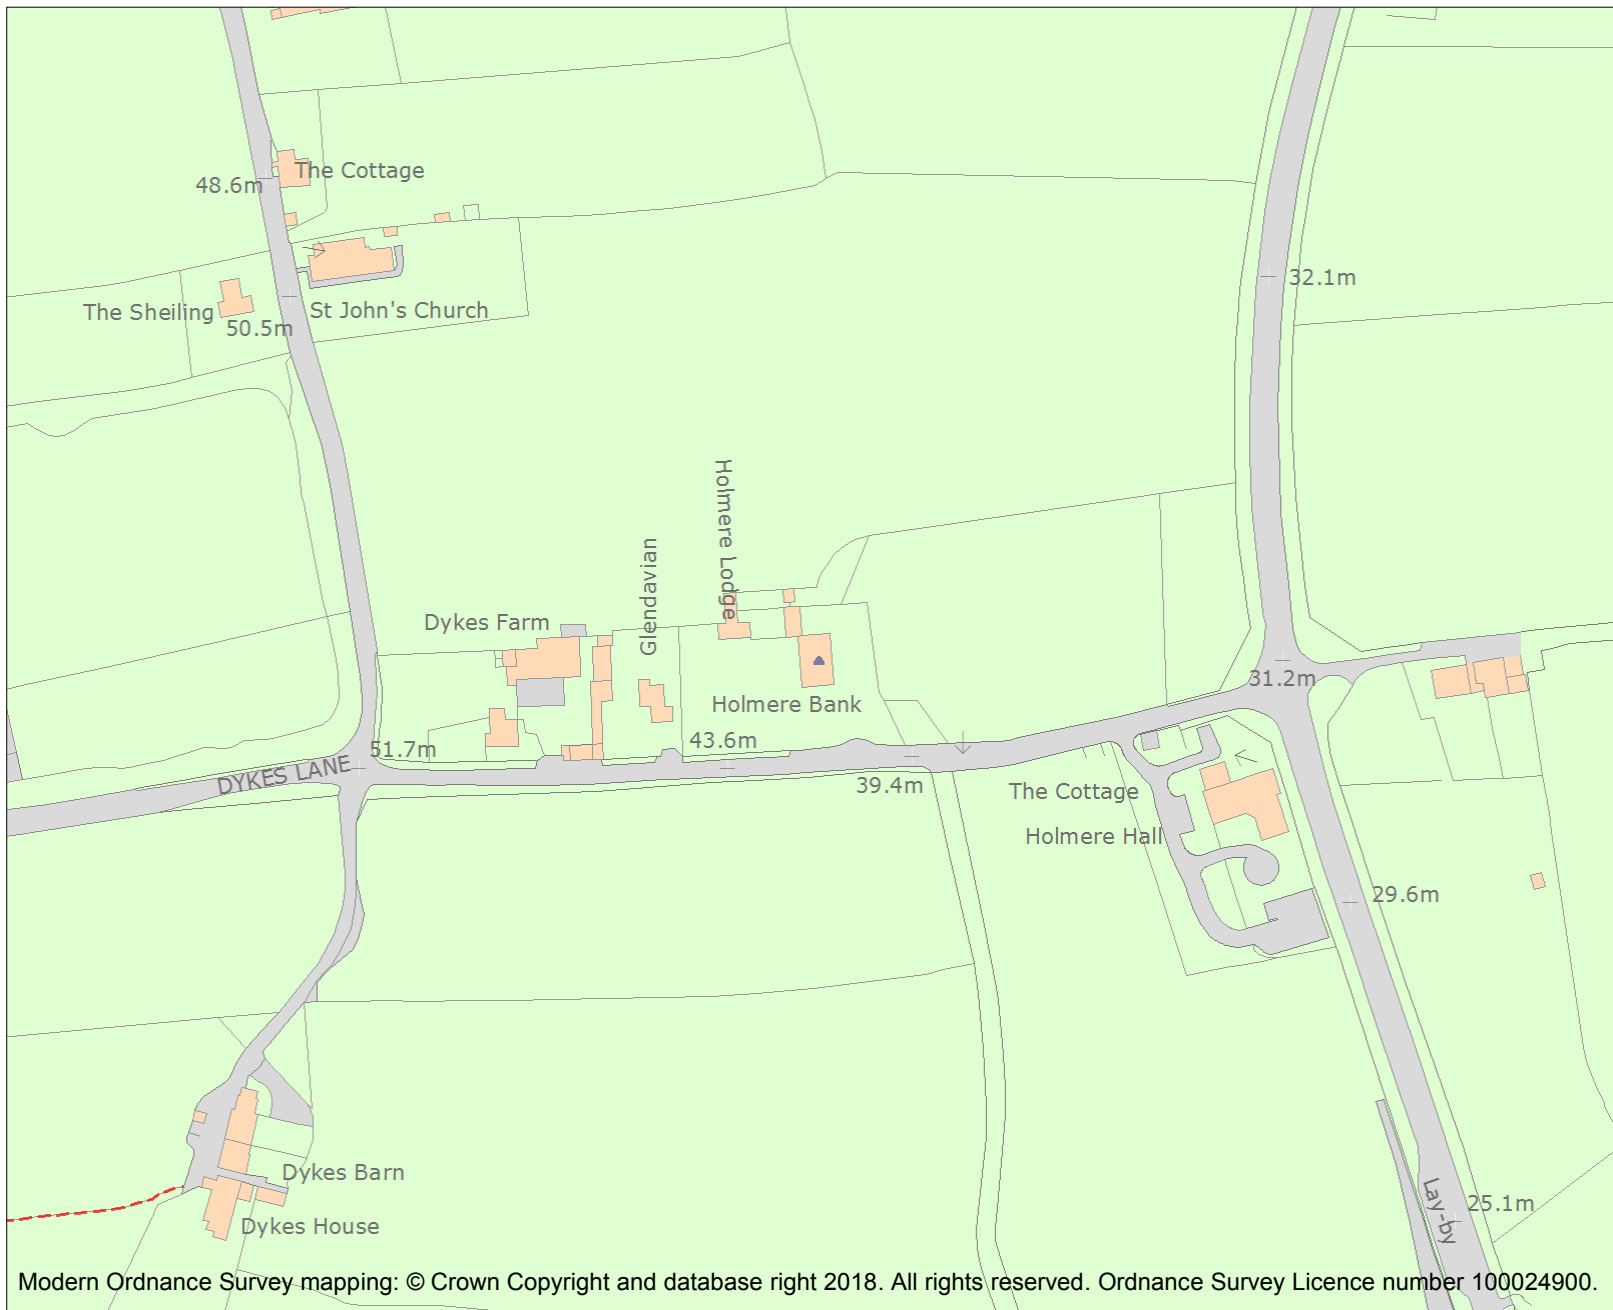 The Cottage
48.6m
The Sheiling
St John's Church
50.5m
32.1m
Holmere Lodge
Glendavian
Dykes Farm
31.2m
Holmere Bank
43.6m
51.7m
DYKES LANE
39.4m
The Cottage
Holmere Hall
29.6m
Dykes Barn
Dykes House
Lay-by
25.1m
Modern Ordnance Survey mapping: © Crown Copyright and database right 2018. All rights reserved. Ordnance Survey Licence number 100024900.